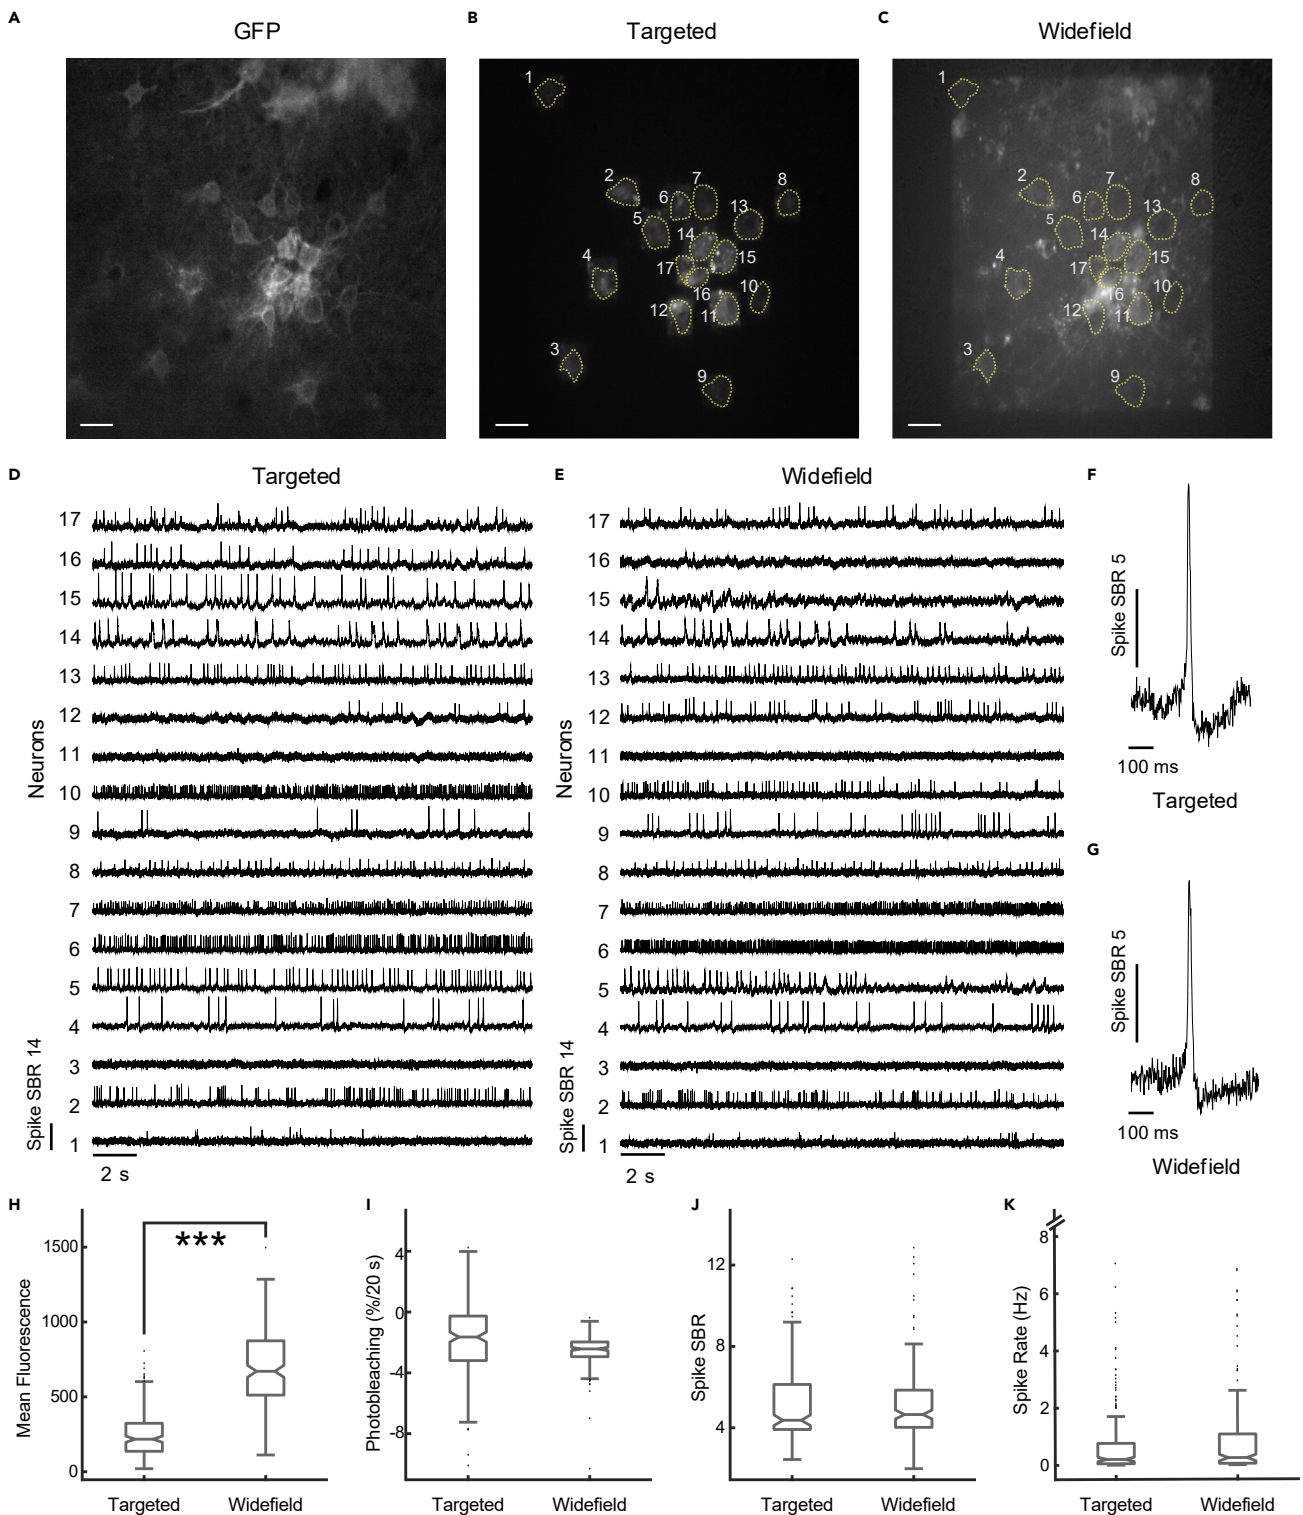 A
GFP
B
Targeted
C
Widefield
1
2
3
4
5
6
7
8
9
10
11
12
13
14
15
16
17
1
2
3
4
5
6
7
8
9
10
11
12
13
14
15
16
17
D
Targeted
Neurons
17
16
15
14
13
12
11
10
9
8
7
6
5
4
3
2
1
Spike SBR 14
2 s
E
Widefield
Neurons
17
16
15
14
13
12
11
10
9
8
7
6
5
4
3
2
1
Spike SBR 14
2 s
F
Spike SBR 5
100 ms
Targeted
G
Spike SBR 5
100 ms
Widefield
H
Mean Fluorescence
1500
1000
500
0
***
Targeted
Widefield
I
Photobleaching (%/20 s)
4
0
-4
-8
Targeted
Widefield
J
Spike SBR
12
8
4
Targeted
Widefield
K
Spike Rate (Hz)
8
6
4
2
0
Targeted
Widefield